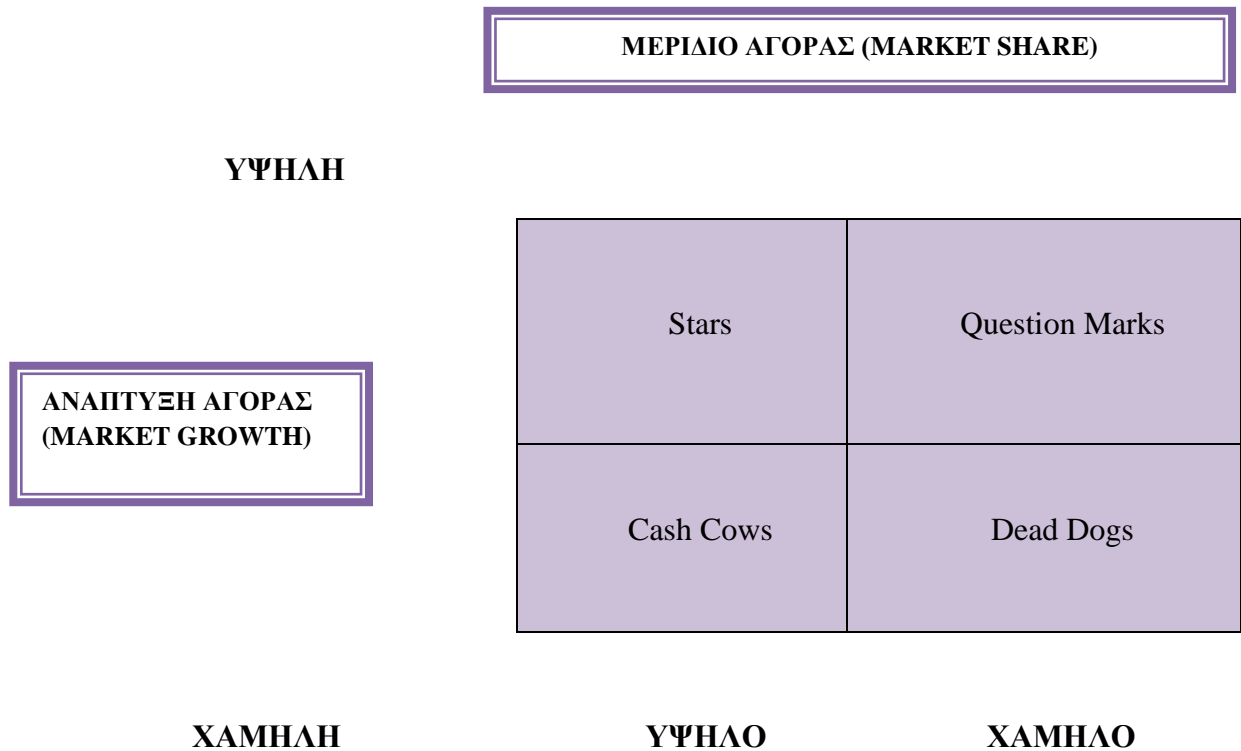 ΜΕΡΙΔΙΟ ΑΓΟΡΑΣ (MARKET SHARE)
ΥΨΗΛΗ
Stars
Question Marks
ΑΝΑΠΤΥΞΗ ΑΓΟΡΑΣ
(MARKET GROWTH)
Cash Cows
Dead Dogs
ΧΑΜΗΛΗ
ΥΨΗΛΟ
ΧΑΜΗΛΟ